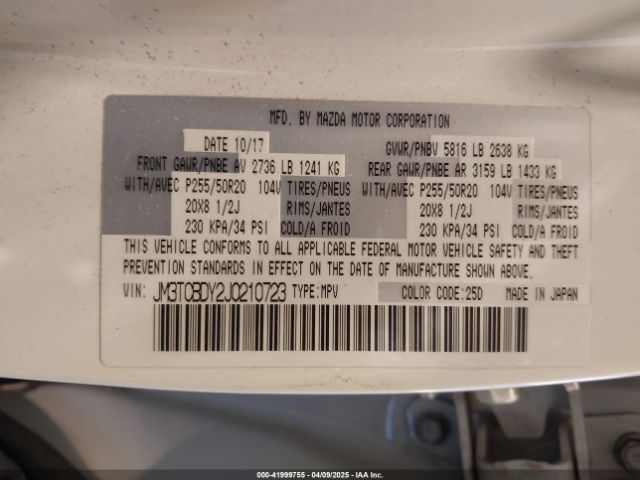 MFD. BY MAZDA MOTOR CORPORATION
DATE 10/17 GVWR/PNBV 5816 LB 2638 KG
FRONT GAWR/PNBE AV 2736 LB 1241 KG REAR GAWR/PNBE AR 3159 LB 1433 KG
WITH/AVEC P255/50R20 104V TIRES/PNEUS WITH/AVEC P255/50R20 104V TIRES/PNEUS
20X8 1/2J RIMS/JANTES 20X8 1/2J RIMS/JANTES
230 KPA/34 PSI COLD/A FROID 230 KPA/34 PSI COLD/A FROID
THIS VEHICLE CONFORMS TO ALL APPLICABLE FEDERAL MOTOR VEHICLE SAFETY AND THEFT
PREVENTION STANDARDS IN EFFECT ON THE DATE OF MANUFACTURE SHOWN ABOVE.
VIN: JM3TCBDY2J0210723 TYPE:MPV COLOR CODE:25D MADE IN JAPAN
000-41999755 - 04/09/2025 - IAA Inc.